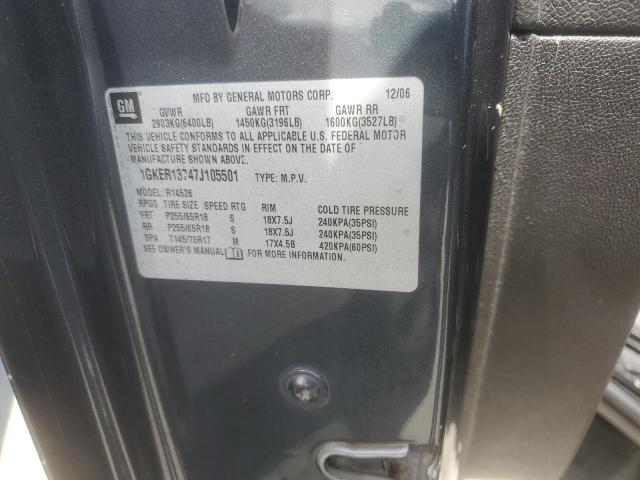 GM
MFD BY GENERAL MOTORS CORP. 12/06
GVWR GAWR FRT GAWR RR
2903KG(6400LB) 1450KG(3196LB) 1600KG(3527LB)
THIS VEHICLE CONFORMS TO ALL APPLICABLE U.S. FEDERAL MOTOR
VEHICLE SAFETY STANDARDS IN EFFECT ON THE DATE OF
MANUFACTURE SHOWN ABOVE.
1GKER13747J105501 TYPE: M.P.V.
MODEL: R14526
RPGG TIRE SIZE SPEED RTG RIM COLD TIRE PRESSURE
FRT P255/65R18 S 18X7.5J 240KPA(35PSI)
RR P255/65R18 S 18X7.5J 240KPA(35PSI)
SPA T145/70R17 M 17X4.5B 420KPA(60PSI)
SEE OWNER'S MANUAL FOR MORE INFORMATION.